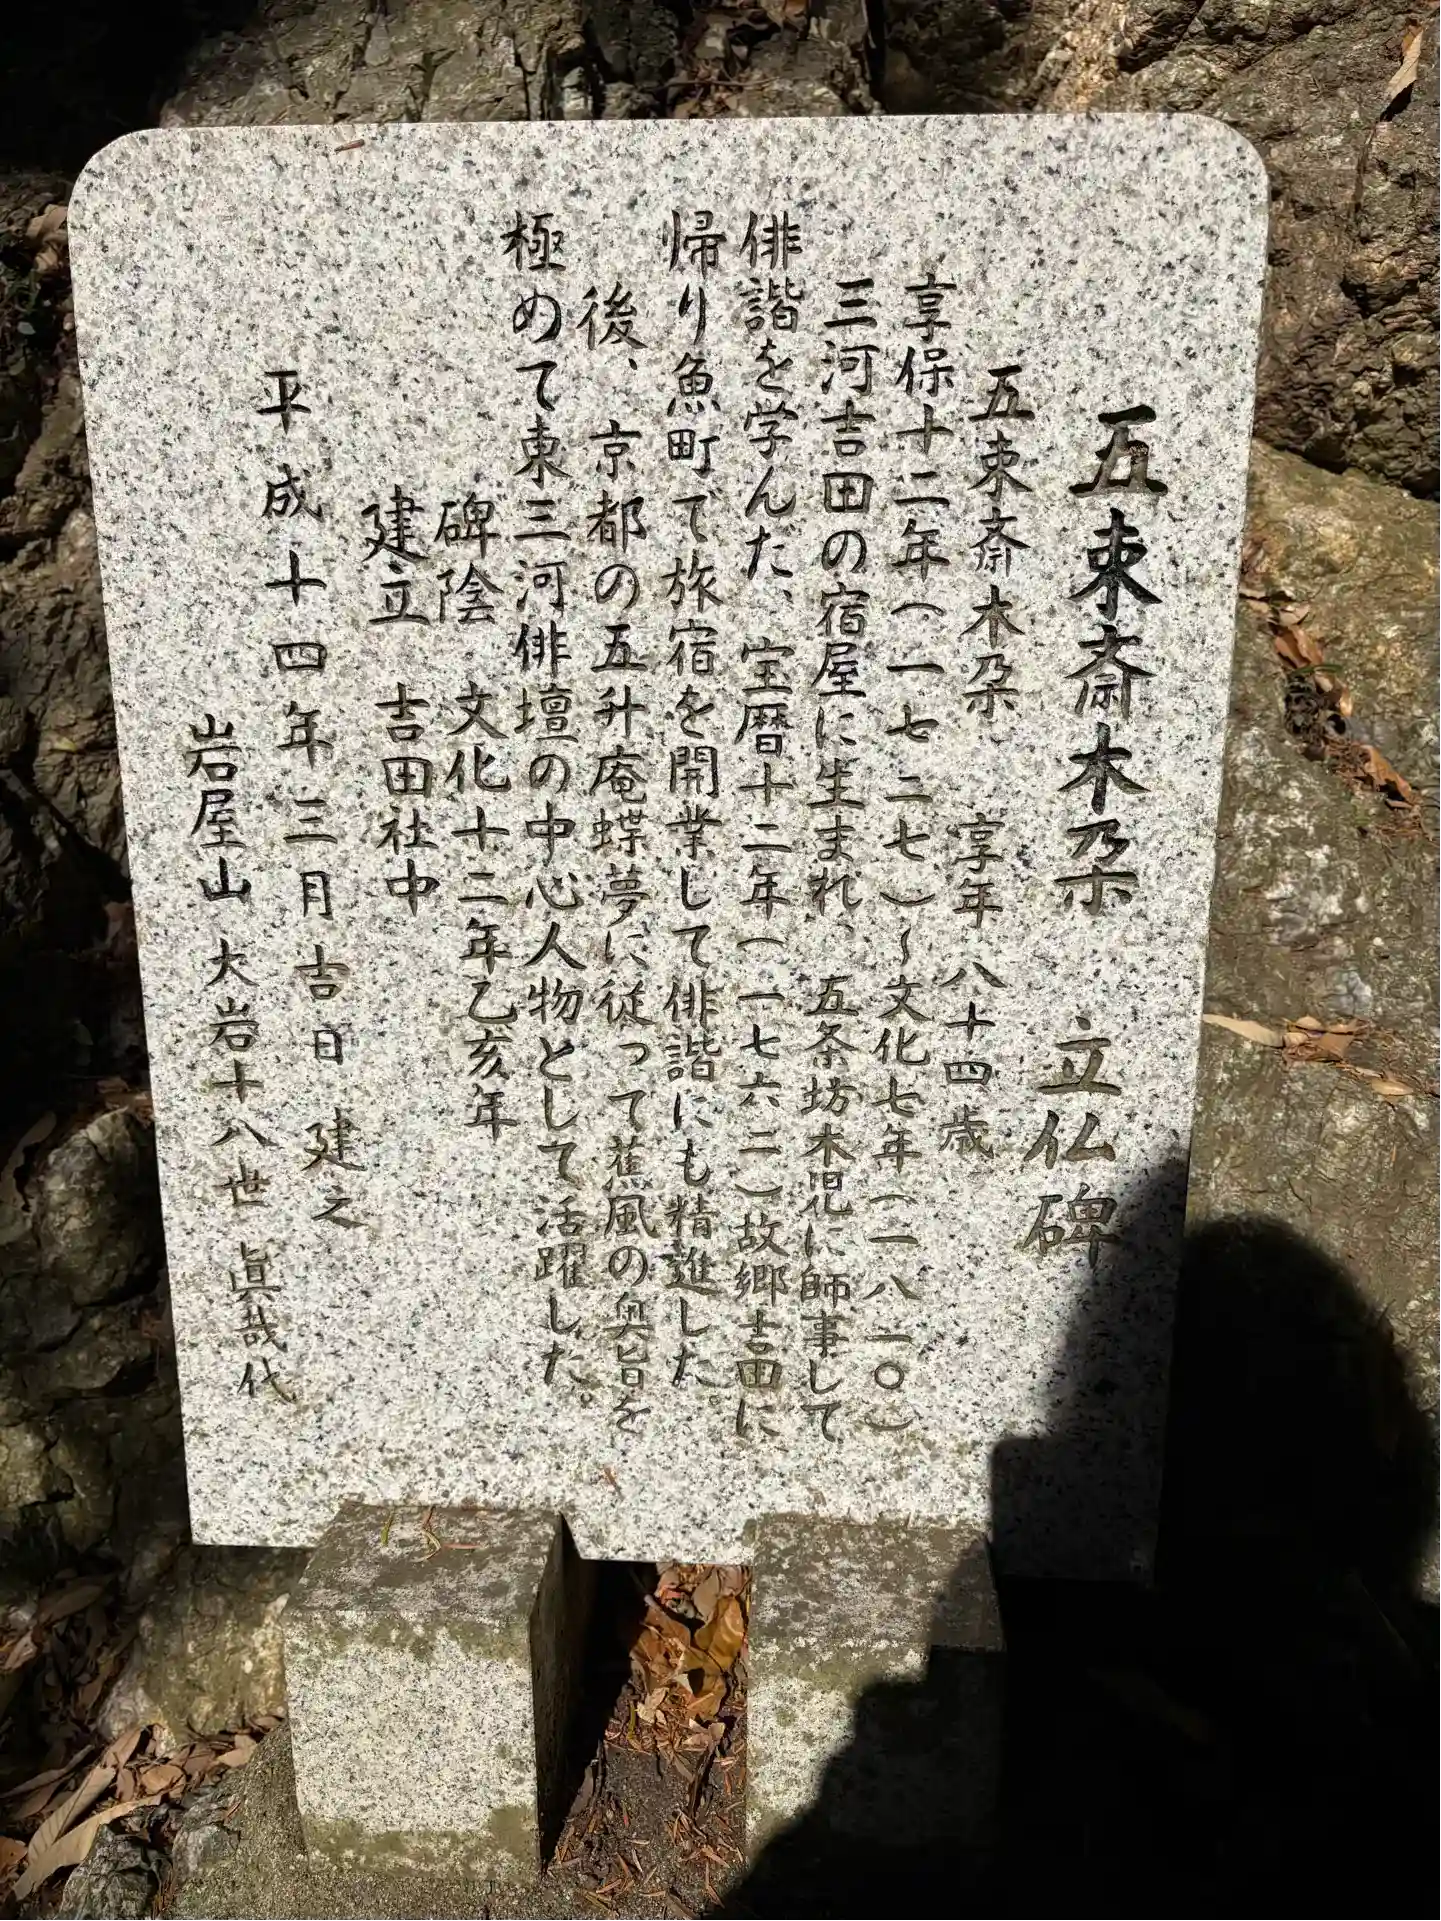 五束斎木朶 立仏碑
五束斎木朶 享年八十四歳
享保十二年(一七二七)～文化七年(一八一〇)
三河吉田の宿屋に生まれ、五条坊木児に師事して
俳諧を学んだ、宝暦十二年(一七六二)故郷吉田に
帰り魚町で旅宿を開業して俳諧にも精進した。
後、京都の五升庵蝶夢に従って蕉風の奥旨を
極めて東三河俳壇の中心人物として活躍した。
碑陰 文化十二年乙亥年
建立 吉田社中
平成十四年三月吉日建之
岩屋山大岩十八世 眞哉代